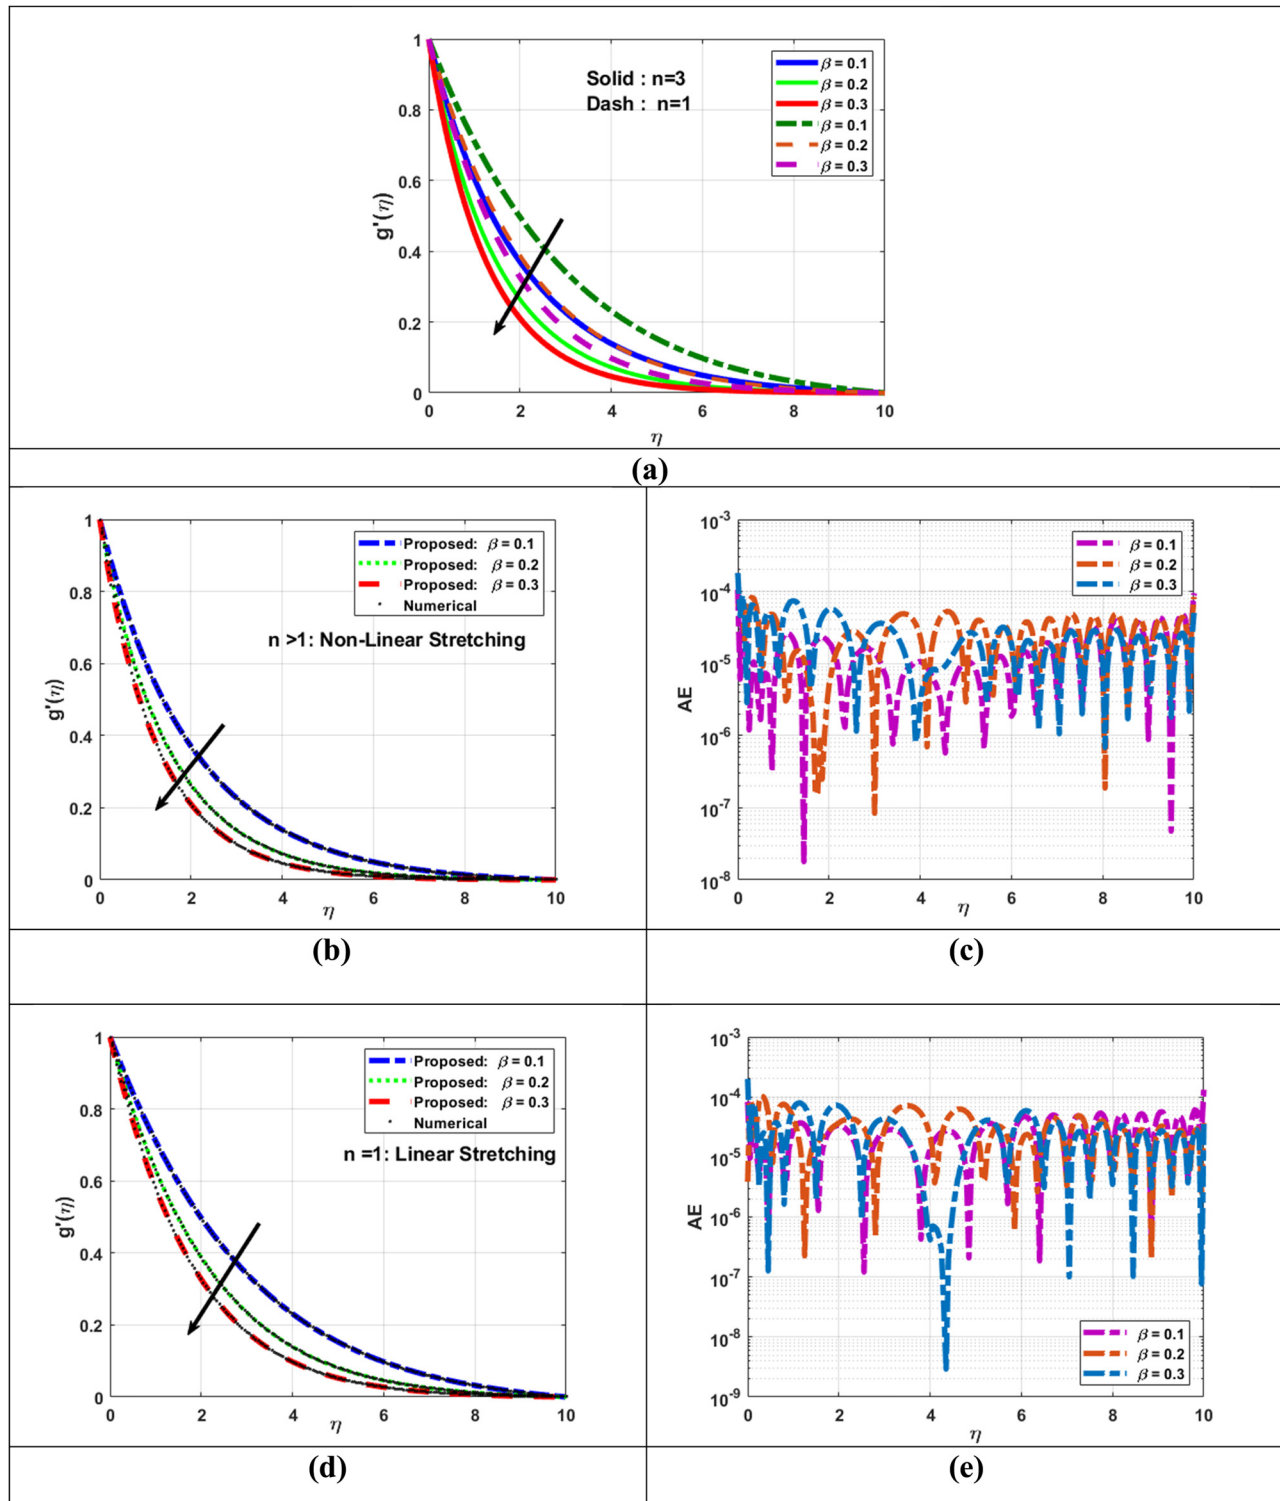 1
0.8
0.6
0.4
0.2
0
g'(η)
Solid : n=3
Dash : n=1
β = 0.1
β = 0.2
β = 0.3
β = 0.1
β = 0.2
β = 0.3
0 2 4 6 8 10
η
(a)
1
0.8
0.6
0.4
0.2
0
g'(η)
Proposed: β = 0.1
Proposed: β = 0.2
Proposed: β = 0.3
Numerical
n >1: Non-Linear Stretching
0 2 4 6 8 10
η
(b)
10-3
10-4
10-5
10-6
10-7
10-8
AE
β = 0.1
β = 0.2
β = 0.3
0 2 4 6 8 10
η
(c)
1
0.8
0.6
0.4
0.2
0
g'(η)
Proposed: β = 0.1
Proposed: β = 0.2
Proposed: β = 0.3
Numerical
n =1: Linear Stretching
0 2 4 6 8 10
η
(d)
10-3
10-4
10-5
10-6
10-7
10-8
10-9
AE
β = 0.1
β = 0.2
β = 0.3
0 2 4 6 8 10
η
(e)